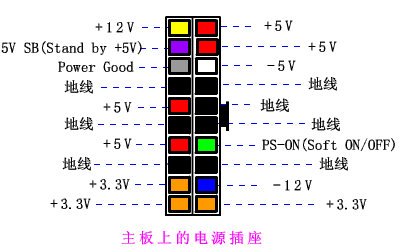 +12V +5V
5V SB(Stand by +5V) +5V
Power Good -5V
地线 地线
+5V 地线
地线 地线
+5V PS-ON(Soft ON/OFF)
地线 地线
+3.3V -12V
+3.3V +3.3V
主板上的电源插座